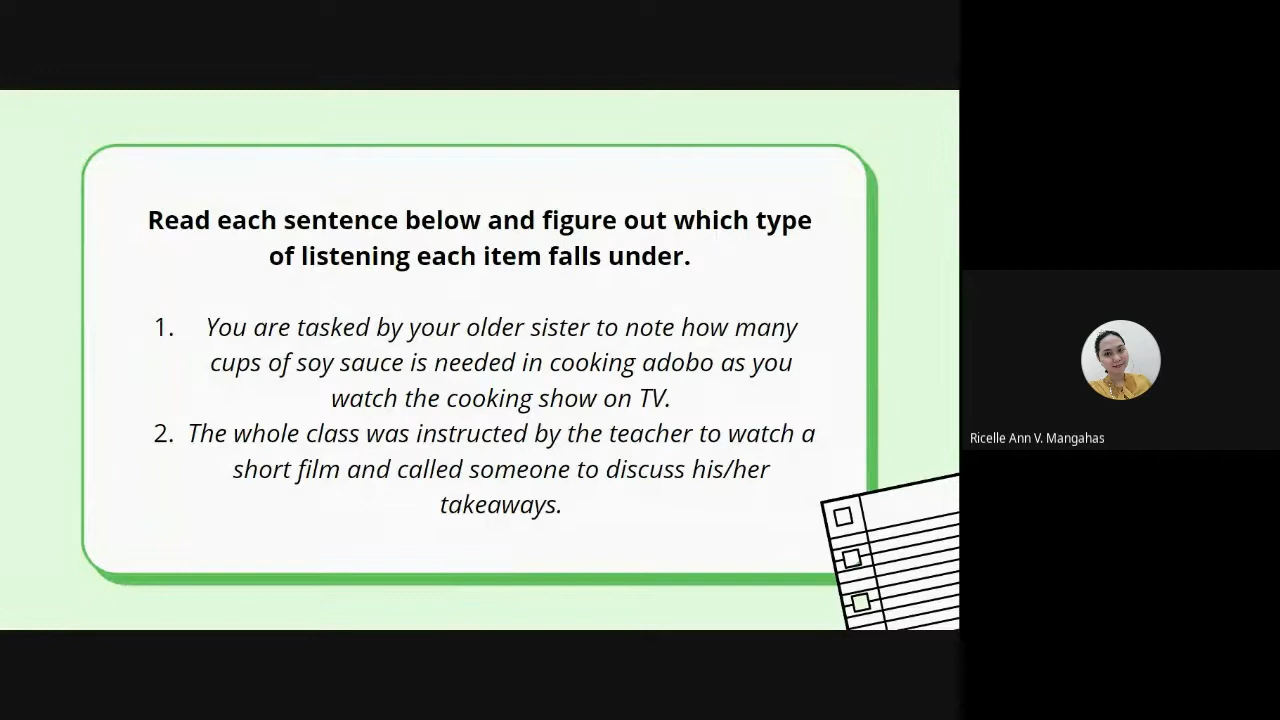 Read each sentence below and figure out which type
of listening each item falls under.
1. You are tasked by your older sister to note how many
cups of soy sauce is needed in cooking adobo as you
watch the cooking show on TV.
2. The whole class was instructed by the teacher to watch a
short film and called someone to discuss his/her
takeaways.
Ricelle Ann V. Mangahas